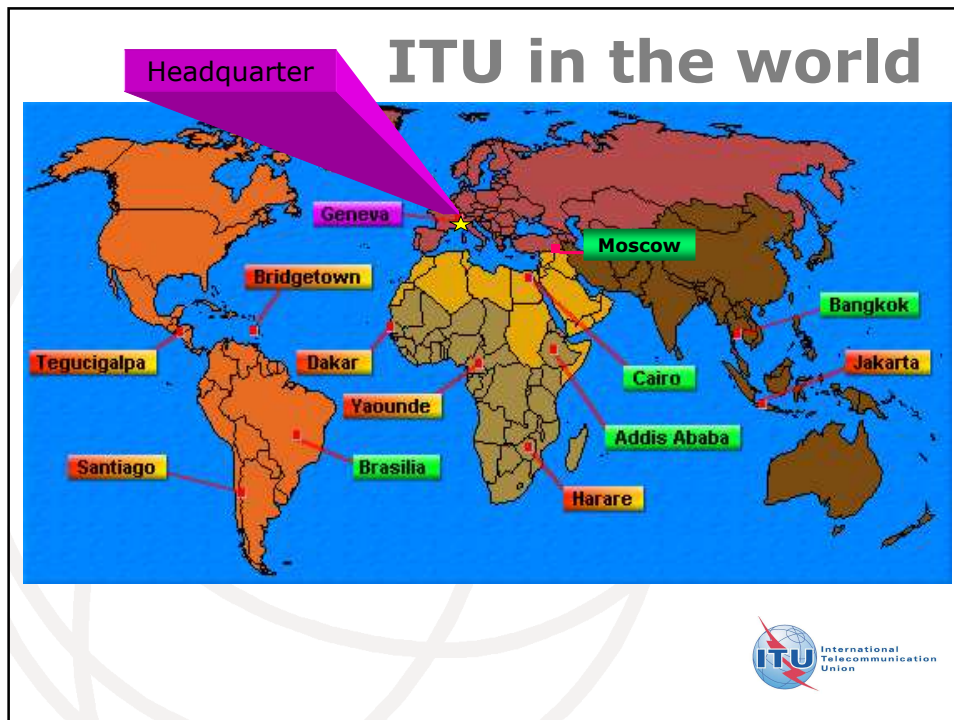 ITU in the world
Headquarter
Geneva
Moscow
Bridgetown
Bangkok
Tegucigalpa
Dakar
Cairo
Jakarta
Yaounde
Addis Ababa
Santiago
Brasilia
Harare
ITU
International
Telecommunication
Union